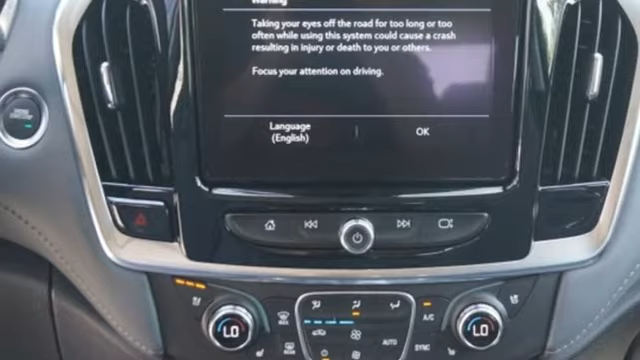 Warning
Taking your eyes off the road for too long or too
often while using this system could cause a crash
resulting in injury or death to you or others.
Focus your attention on driving.
Language
(English)
OK
LO
AUTO
SYNC
A/C
LO